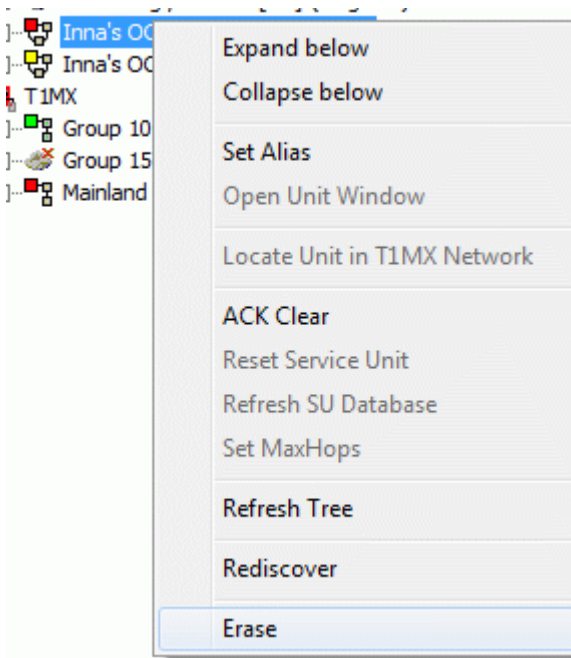 Inna's OC
Inna's OC
T1MX
Group 10
Group 15
Mainland
Expand below
Collapse below
Set Alias
Open Unit Window
Locate Unit in T1MX Network
ACK Clear
Reset Service Unit
Refresh SU Database
Set MaxHops
Refresh Tree
Rediscover
Erase